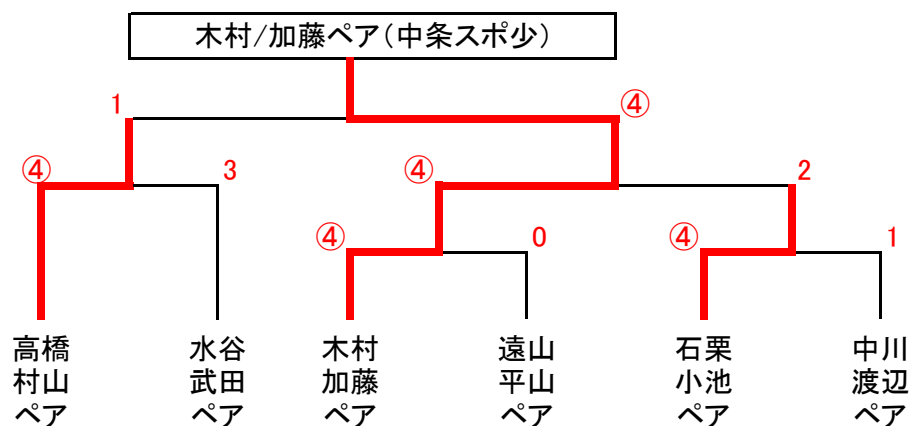 木村/加藤ペア(中条スポ少)
1
④
④
3
④
2
④
0
④
1
高橋
村山
ペア
水谷
武田
ペア
木村
加藤
ペア
遠山
平山
ペア
石栗
小池
ペア
中川
渡辺
ペア